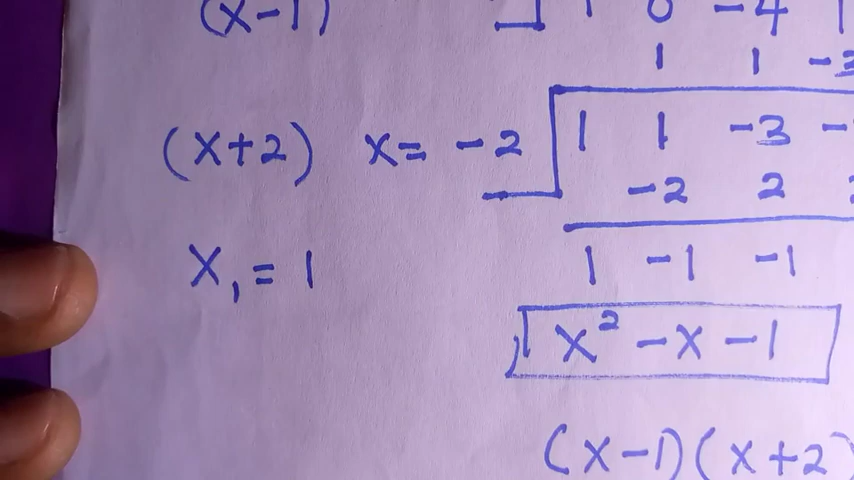 (x-1) 1 0 -4
1 1 -3
(x+2) x= -2 1 1 -3 -
-2 2
x₁ = 1 1 -1 -1
x² - x - 1
(x-1)(x+2)